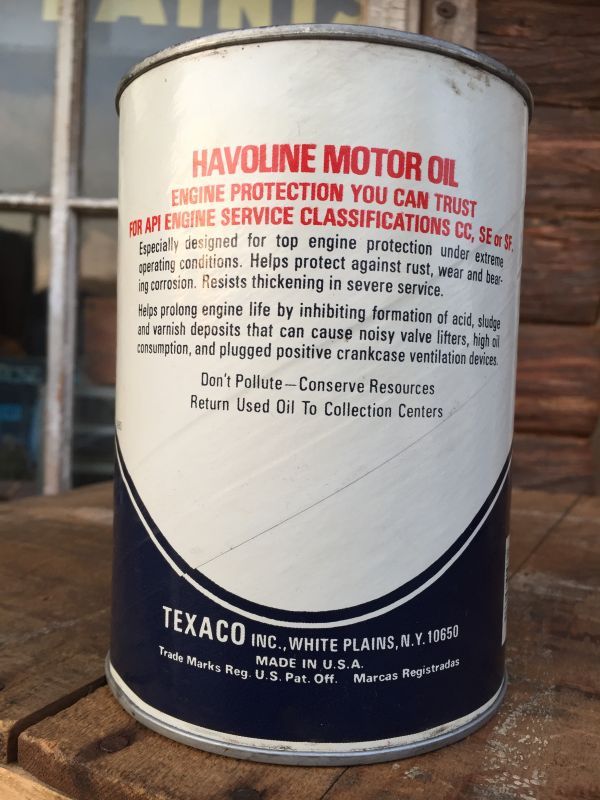 PAINTS
HAVOLINE MOTOR OIL
ENGINE PROTECTION YOU CAN TRUST
FOR API ENGINE SERVICE CLASSIFICATIONS CC, SE or SF.
Especially designed for top engine protection under extreme
operating conditions. Helps protect against rust, wear and bear-
ing corrosion. Resists thickening in severe service.
Helps prolong engine life by inhibiting formation of acid, sludge
and varnish deposits that can cause noisy valve lifters, high oil
consumption, and plugged positive crankcase ventilation devices.
Don't Pollute—Conserve Resources
Return Used Oil To Collection Centers
TEXACO INC., WHITE PLAINS, N.Y. 10650
MADE IN U.S.A.
Trade Marks Reg. U.S. Pat. Off. Marcas Registradas